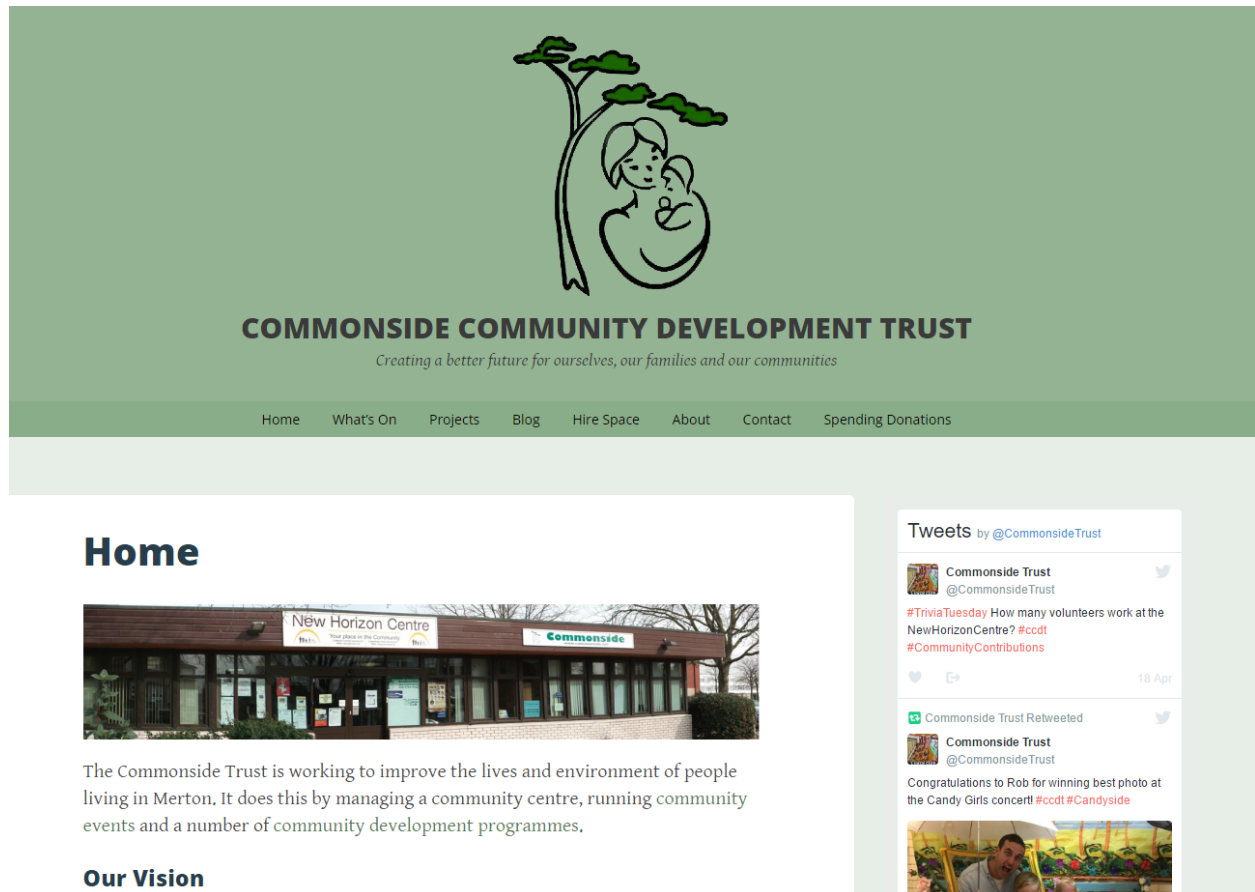 COMMONSIDE COMMUNITY DEVELOPMENT TRUST
Creating a better future for ourselves, our families and our communities
Home What's On Projects Blog Hire Space About Contact Spending Donations
Home
New Horizon Centre
Your place in the Community
Commonside
The Commonside Trust is working to improve the lives and environment of people
living in Merton. It does this by managing a community centre, running community
events and a number of community development programmes.
Our Vision
Tweets by @CommonsideTrust
Commonside Trust
@CommonsideTrust
#TriviaTuesday How many volunteers work at the
NewHorizonCentre? #ccdt
#CommunityContributions
18 Apr
Commonside Trust Retweeted
Commonside Trust
@CommonsideTrust
Congratulations to Rob for winning best photo at
the Candy Girls concert! #ccdt #Candyside